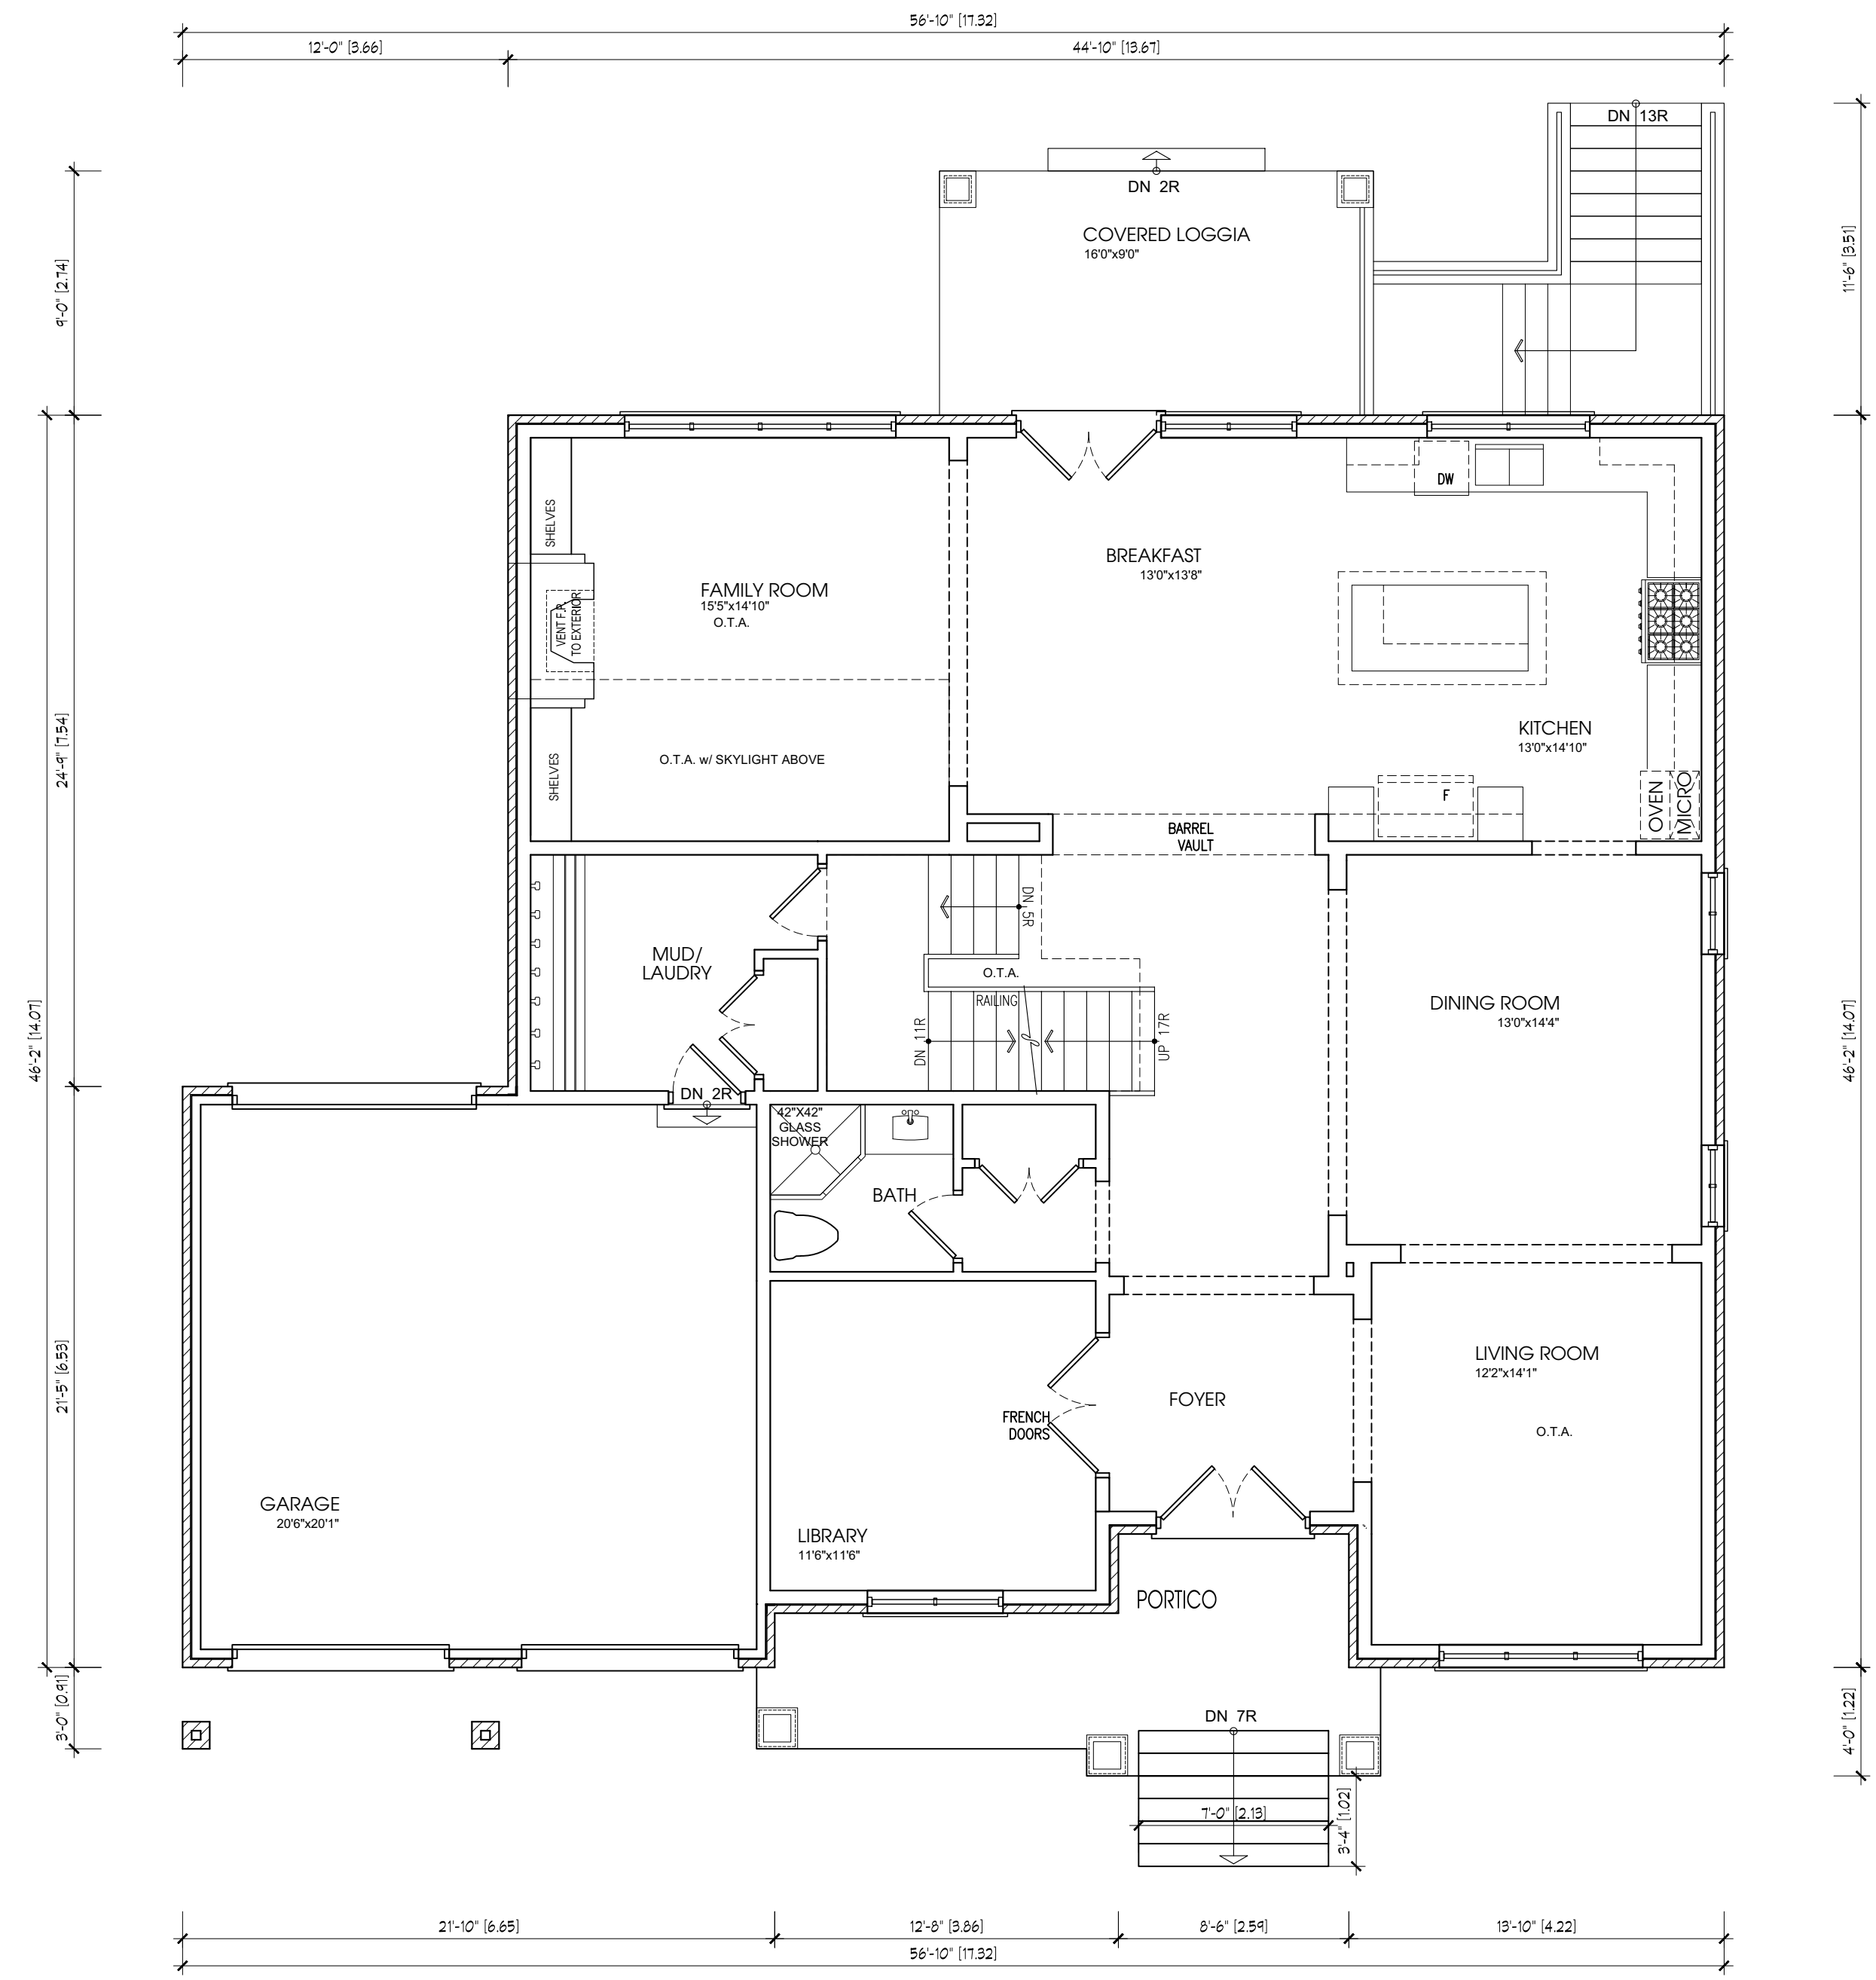 56'-10" [17.32]
12'-0" [3.66]
44'-10" [13.67]
DN 13R
DN 2R
COVERED LOGGIA
16'0"x9'0"
9'-0" [2.74]
11'-6" [3.51]
SHELVES
DW
BREAKFAST
13'0"x13'8"
FAMILY ROOM
15'5"x14'10"
O.T.A.
VENT F.P.
TO EXTERIOR
24'-9" [7.54]
KITCHEN
13'0"x14'10"
O.T.A. w/ SKYLIGHT ABOVE
SHELVES
F
OVEN
MICRO
BARREL
VAULT
DN 5R
MUD/
LAUDRY
O.T.A.
RAILING
DN 11R
UP 17R
DINING ROOM
13'0"x14'4"
46'-2" [14.07]
46'-2" [14.07]
DN 2R
42"X42"
GLASS
SHOWER
BATH
21'-5" [6.53]
LIVING ROOM
12'2"x14'1"
FOYER
FRENCH
DOORS
O.T.A.
GARAGE
20'6"x20'1"
LIBRARY
11'6"x11'6"
PORTICO
3'-0" [0.91]
4'-0" [1.22]
DN 7R
7'-0" [2.13]
3'-4" [1.02]
21'-10" [6.65]
12'-8" [3.86]
8'-6" [2.59]
13'-10" [4.22]
56'-10" [17.32]